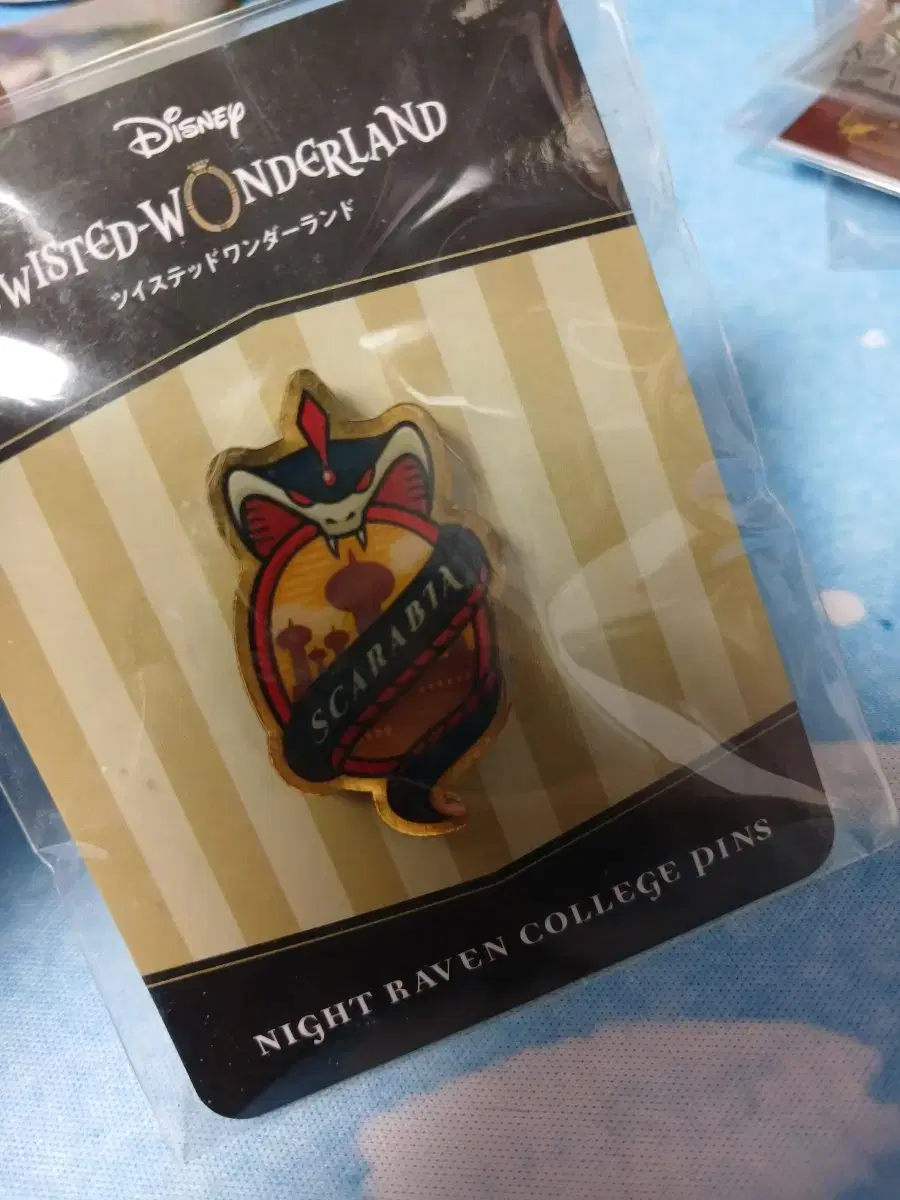 Disney
TWISTED-WONDERLAND
ツイステッドワンダーランド
SCARABIA
NIGHT RAVEN COLLEGE PINS